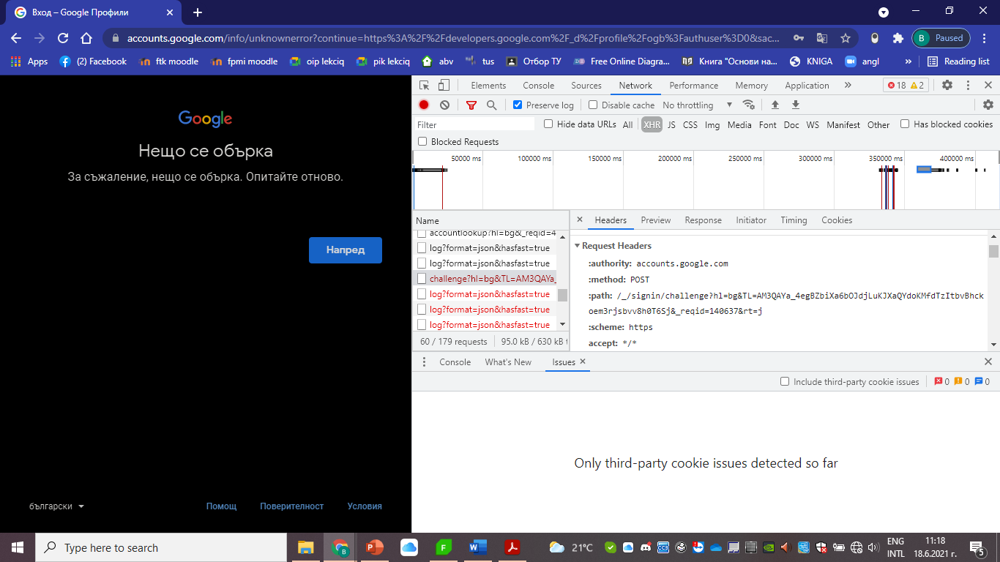 Вход – Google Профили
accounts.google.com/info/unknownerror?continue=https%3A%2F%2Fdevelopers.google.com%2F_d%2Fprofile%2Fogb%3Fauthuser%3D0&sac...
B Paused
Apps (2) Facebook ftk moodle fpmi moodle oip lekciq pik lekciq abv tus Отбор ТУ Free Online Diagra... Книга "Основи на... KNIGA angl » Reading list
Google
Нещо се обърка
За съжаление, нещо се обърка. Опитайте отново.
Напред
български Помощ Поверителност Условия
Elements Console Sources Network Performance Memory Application » 18 2
Preserve log Disable cache No throttling
Filter Hide data URLs All XHR JS CSS Img Media Font Doc WS Manifest Other Has blocked cookies
Blocked Requests
50000 ms 100000 ms 150000 ms 200000 ms 250000 ms 300000 ms 350000 ms 400000 ms
Name
accountlookup?hl=bg&_reqid=4
log?format=json&hasfast=true
log?format=json&hasfast=true
challenge?hl=bg&TL=AM3QAYa_
log?format=json&hasfast=true
log?format=json&hasfast=true
log?format=json&hasfast=true
60 / 179 requests 95.0 kB / 630 kB t
Headers Preview Response Initiator Timing Cookies
Request Headers
:authority: accounts.google.com
:method: POST
:path: /_/signin/challenge?hl=bg&TL=AM3QAYa_4egBZbiXa6bOJdjLuKJXaQYdoKMfdTzItbvBhck
oem3rjsbvv8h0T6Sj&_reqid=140637&rt=j
:scheme: https
accept: */*
Console What's New Issues
Include third-party cookie issues 0 0 0
Only third-party cookie issues detected so far
Type here to search
21°C
ENG
INTL
11:18
18.6.2021 г.
5